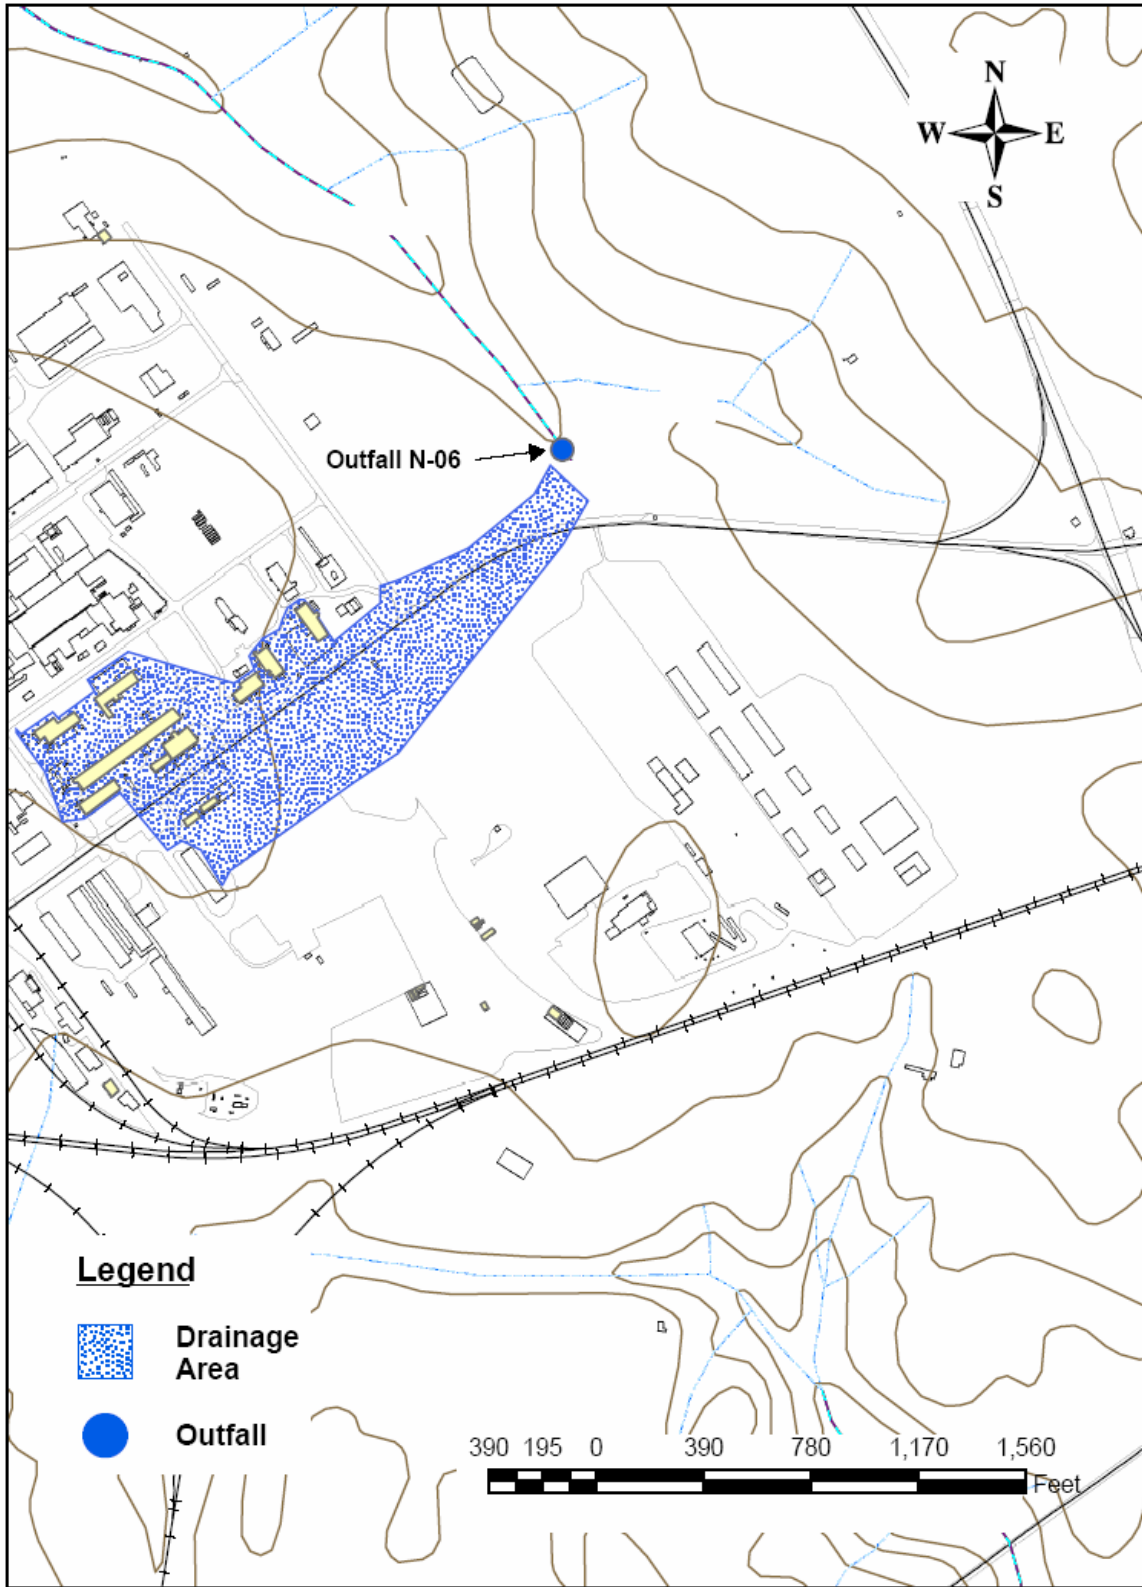 N
W E
S
Outfall N-06
Legend
Drainage
Area
Outfall
390 195 0 390 780 1,170 1,560
Feet